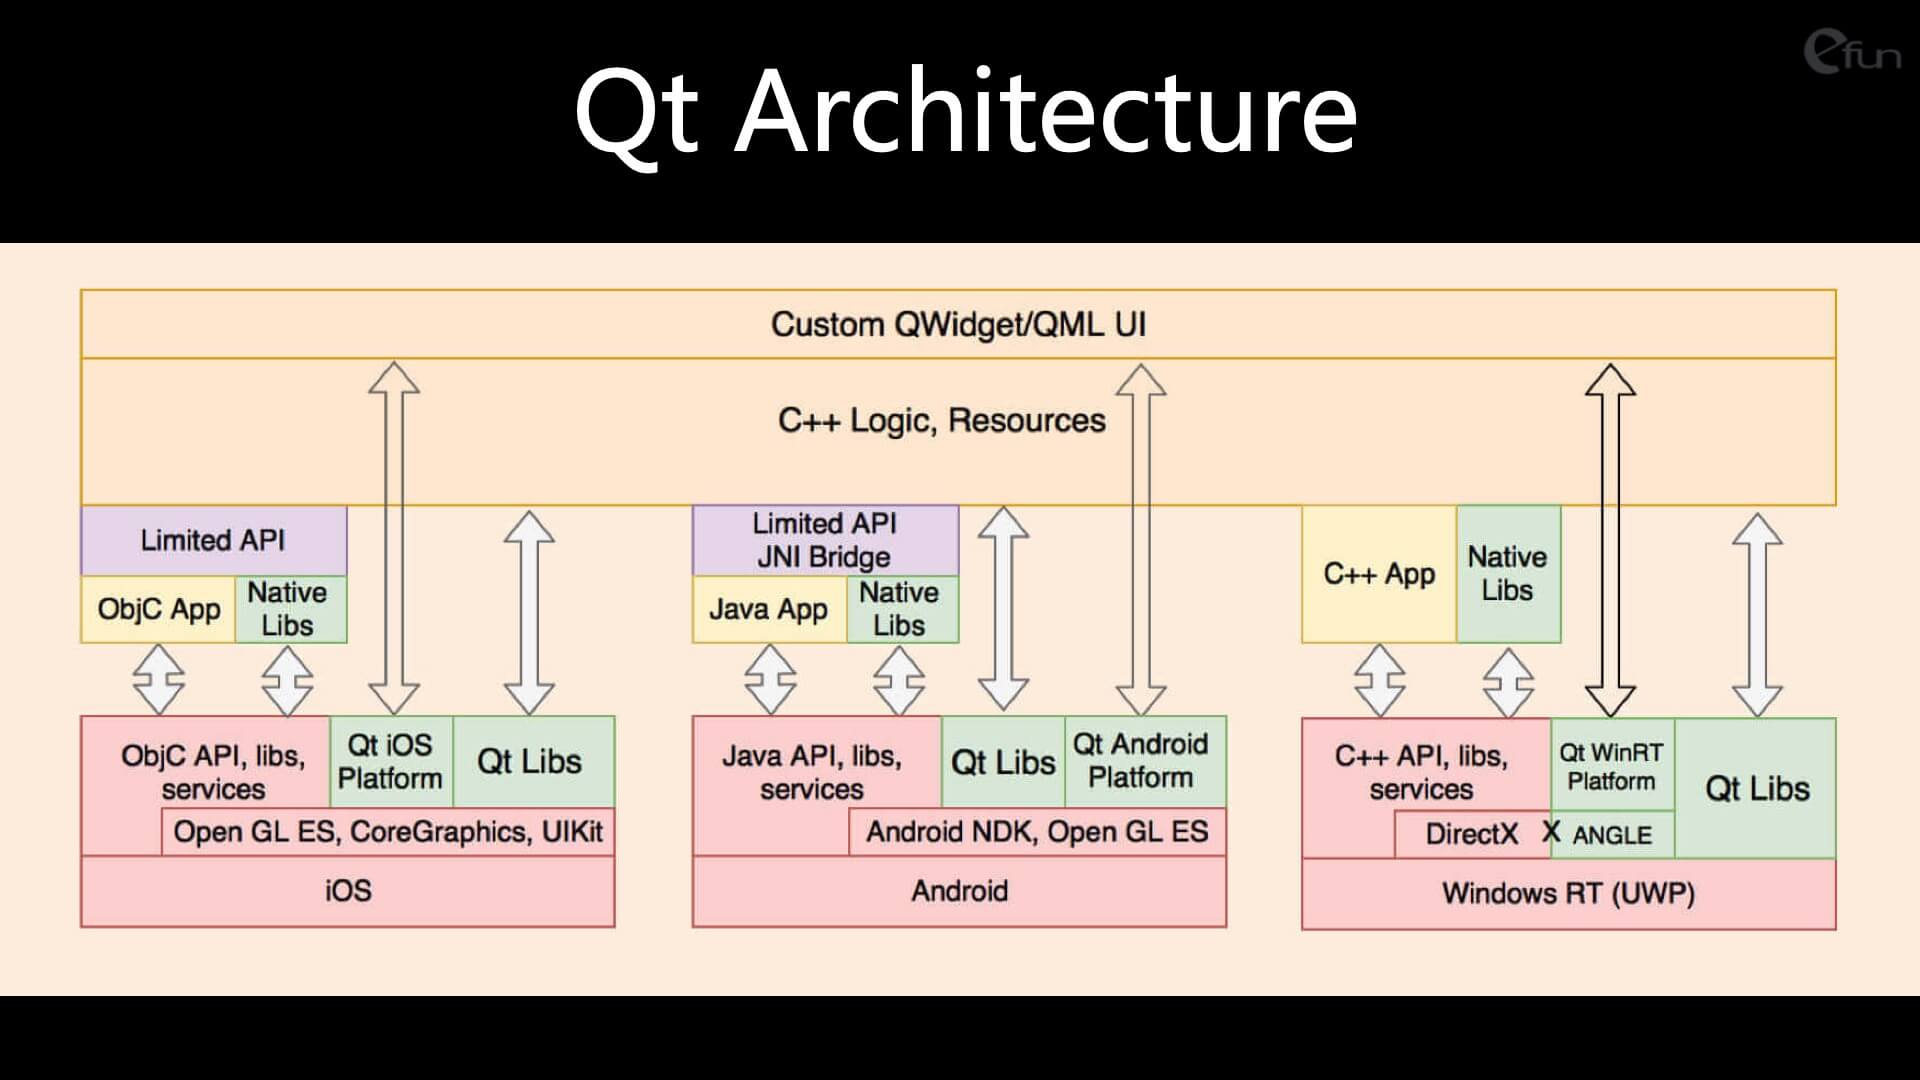 efun
Qt Architecture
Custom QWidget/QML UI
C++ Logic, Resources
Limited API
ObjC App
Native
Libs
Limited API
JNI Bridge
Java App
Native
Libs
C++ App
Native
Libs
ObjC API, libs,
services
Qt iOS
Platform
Qt Libs
Open GL ES, CoreGraphics, UIKit
iOS
Java API, libs,
services
Qt Libs
Qt Android
Platform
Android NDK, Open GL ES
Android
C++ API, libs,
services
Qt WinRT
Platform
Qt Libs
DirectX X ANGLE
Windows RT (UWP)